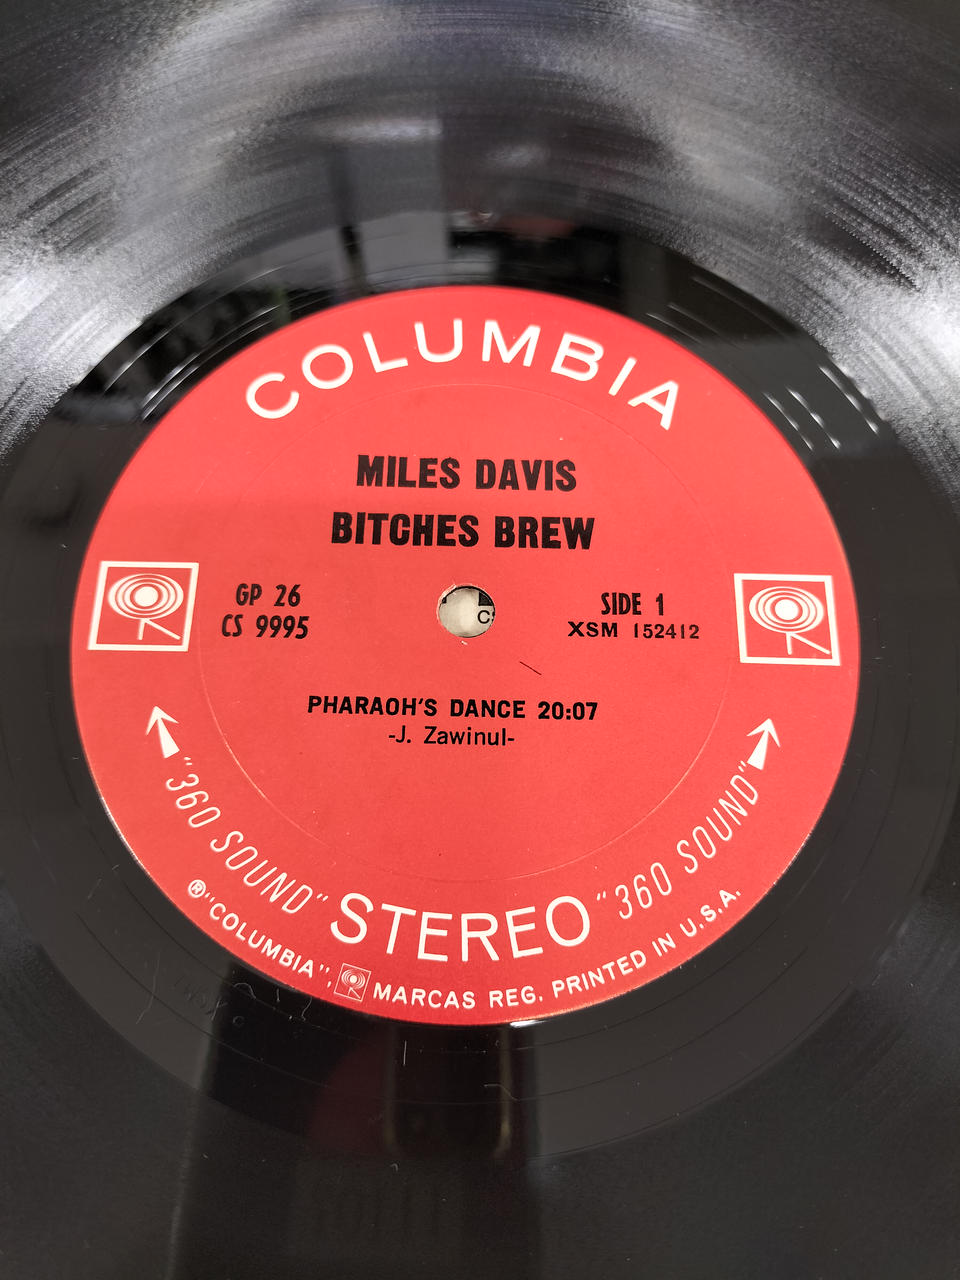 COLUMBIA
MILES DAVIS
BITCHES BREW
GP 26
CS 9995
SIDE 1
XSM 152412
C
PHARAOH'S DANCE 20:07
-J. Zawinul-
"360 SOUND" STEREO "360 SOUND"
®"COLUMBIA", MARCAS REG. PRINTED IN U.S.A.